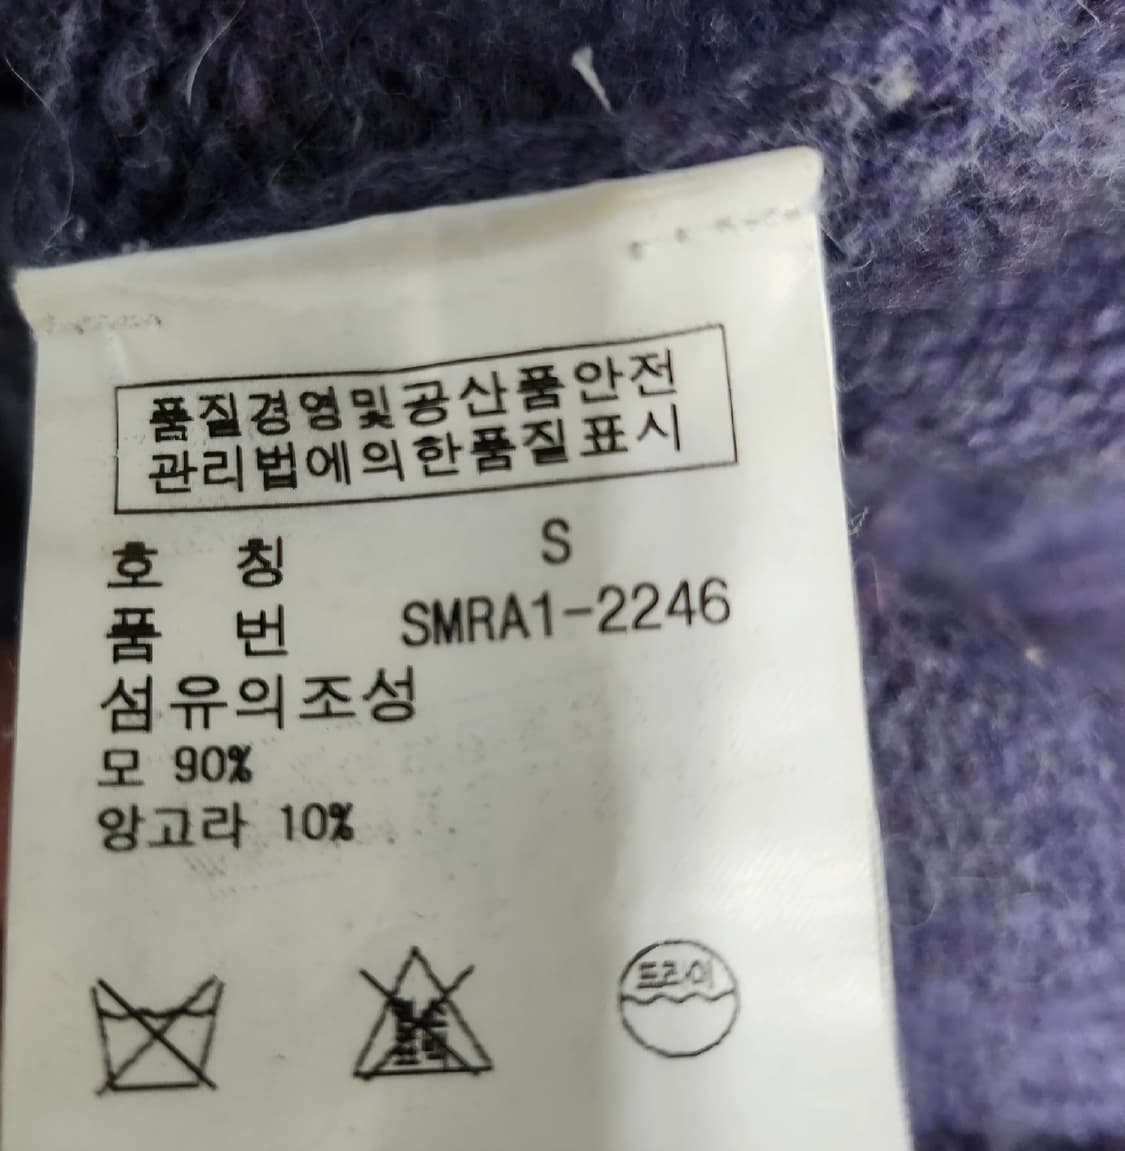 품질경영및공산품안전
관리법에의한품질표시
호 칭 S
품 번 SMRA1-2246
섬유의조성
모 90%
앙고라 10%
드라이